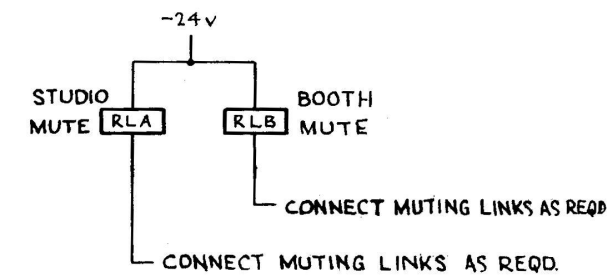 -24v
STUDIO
MUTE
RLA
RLB
BOOTH
MUTE
CONNECT MUTING LINKS AS REQD
CONNECT MUTING LINKS AS REQD.